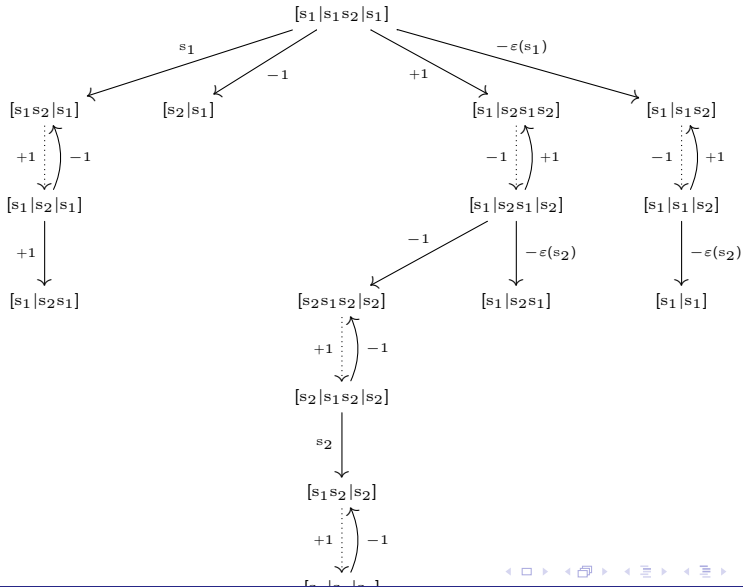 [s₁|s₁s₂|s₁]
s₁ −1 +1 −ε(s₁)
[s₁s₂|s₁] [s₂|s₁] [s₁|s₂s₁s₂] [s₁|s₁s₂]
+1 −1 −1 +1 −1 +1
[s₁|s₂|s₁] [s₁|s₂s₁|s₂] [s₁|s₁|s₂]
+1 −1 −ε(s₂) −ε(s₂)
[s₁|s₂s₁] [s₂s₁s₂|s₂] [s₁|s₂s₁] [s₁|s₁]
+1 −1
[s₂|s₁s₂|s₂]
s₂
[s₁s₂|s₂]
+1 −1